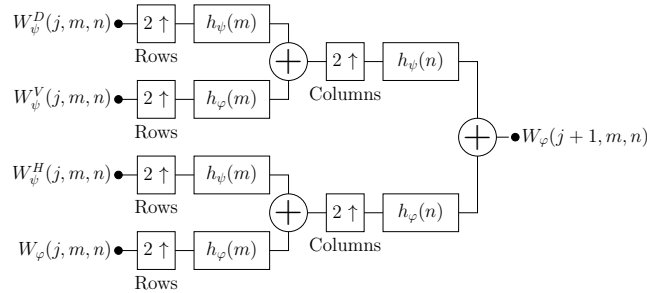 W_ψ^D(j, m, n) 2 ↑ h_ψ(m)
Rows
2 ↑ h_ψ(n)
Columns
W_ψ^V(j, m, n) 2 ↑ h_φ(m)
Rows
W_φ(j + 1, m, n)
W_ψ^H(j, m, n) 2 ↑ h_ψ(m)
Rows
2 ↑ h_φ(n)
Columns
W_φ(j, m, n) 2 ↑ h_φ(m)
Rows